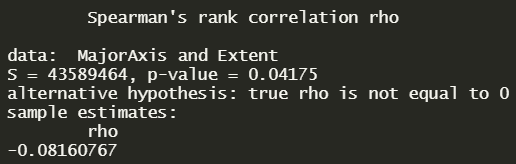 Spearman's rank correlation rho
data:  MajorAxis and Extent
S = 43589464, p-value = 0.04175
alternative hypothesis: true rho is not equal to 0
sample estimates:
rho
-0.08160767